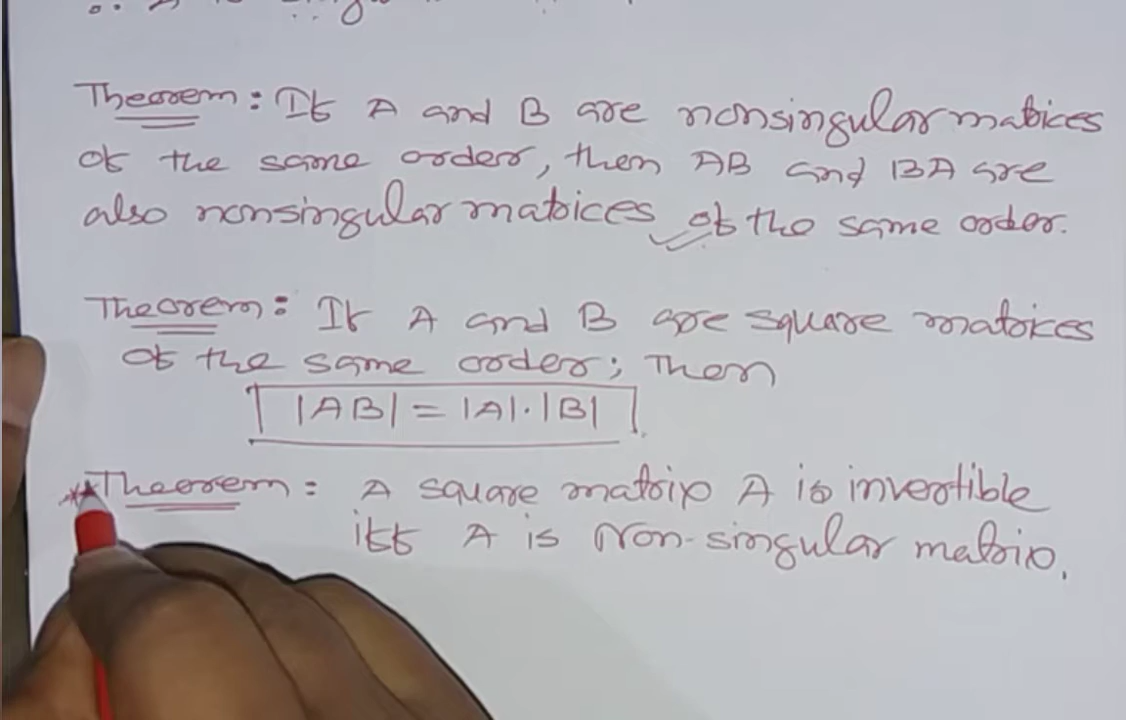 Theorem: If A and B are nonsingular matrices
of the same order, then AB and BA are
also nonsingular matrices of the same order.
Theorem: If A and B are square matrices
of the same order; Then
|AB| = |A|·|B|
Theorem: A square matrix A is invertible
iff A is Non-singular matrix.